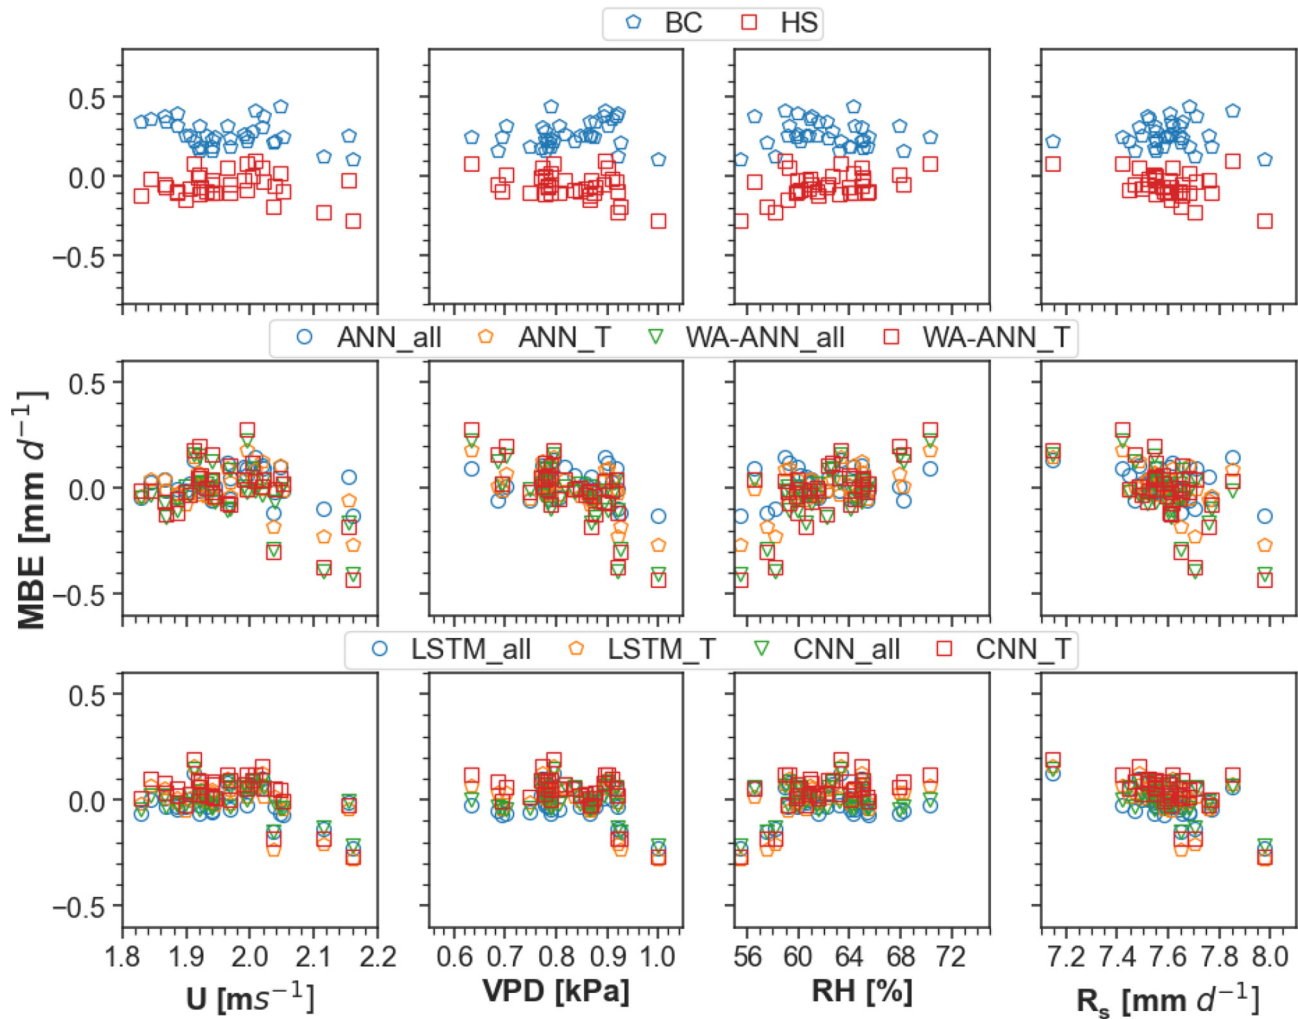 BC HS
0.5
0.0
−0.5
ANN_all ANN_T WA-ANN_all WA-ANN_T
0.5
0.0
−0.5
MBE [mm d⁻¹]
LSTM_all LSTM_T CNN_all CNN_T
0.5
0.0
−0.5
1.8 1.9 2.0 2.1 2.2 0.6 0.7 0.8 0.9 1.0 56 60 64 68 72 7.2 7.4 7.6 7.8 8.0
U [ms⁻¹] VPD [kPa] RH [%] Rₛ [mm d⁻¹]